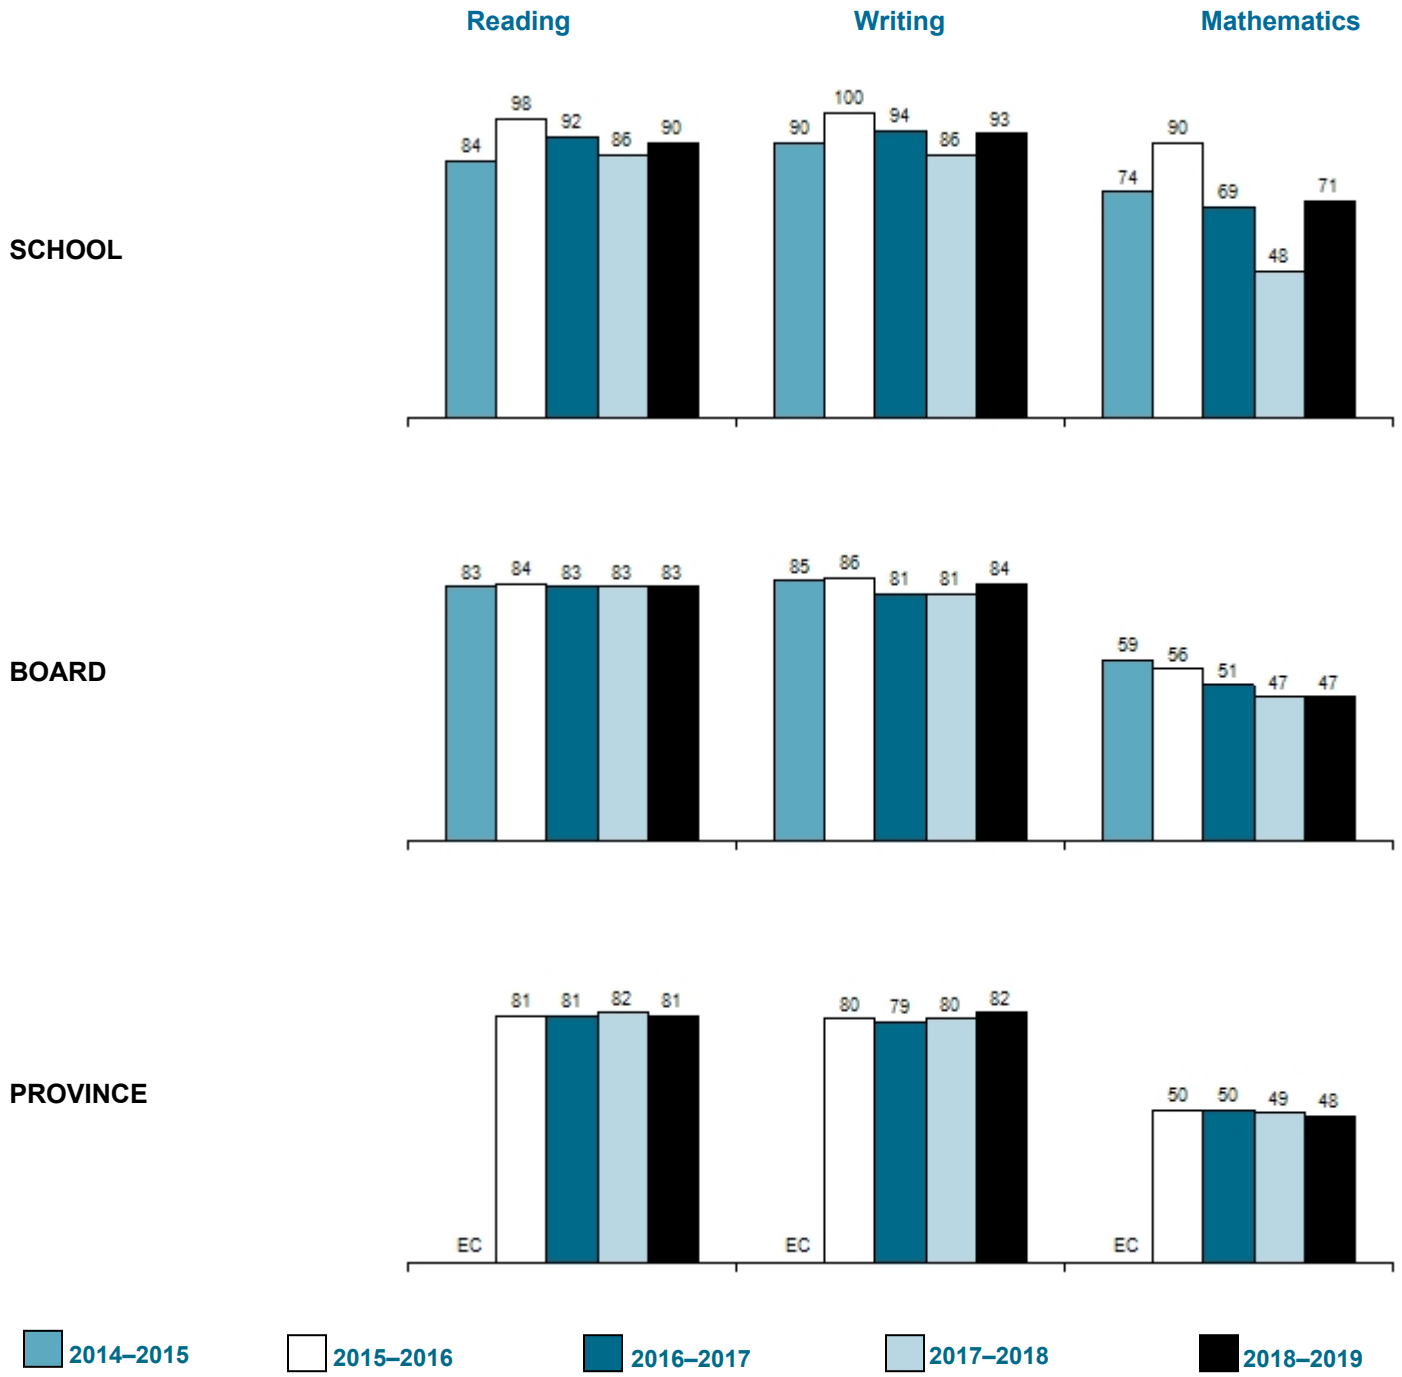 Reading Writing Mathematics
84 98 92 86 90 90 100 94 86 93 74 90 69 48 71
SCHOOL
83 84 83 83 83 85 86 81 81 84 59 56 51 47 47
BOARD
81 81 82 81 80 79 80 82 50 50 49 48
PROVINCE
EC EC EC
2014–2015 2015–2016 2016–2017 2017–2018 2018–2019